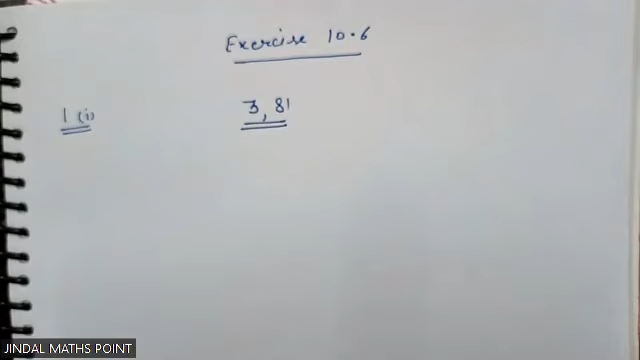 Exercise 10.6
1 (i) 3, 81
JINDAL MATHS POINT